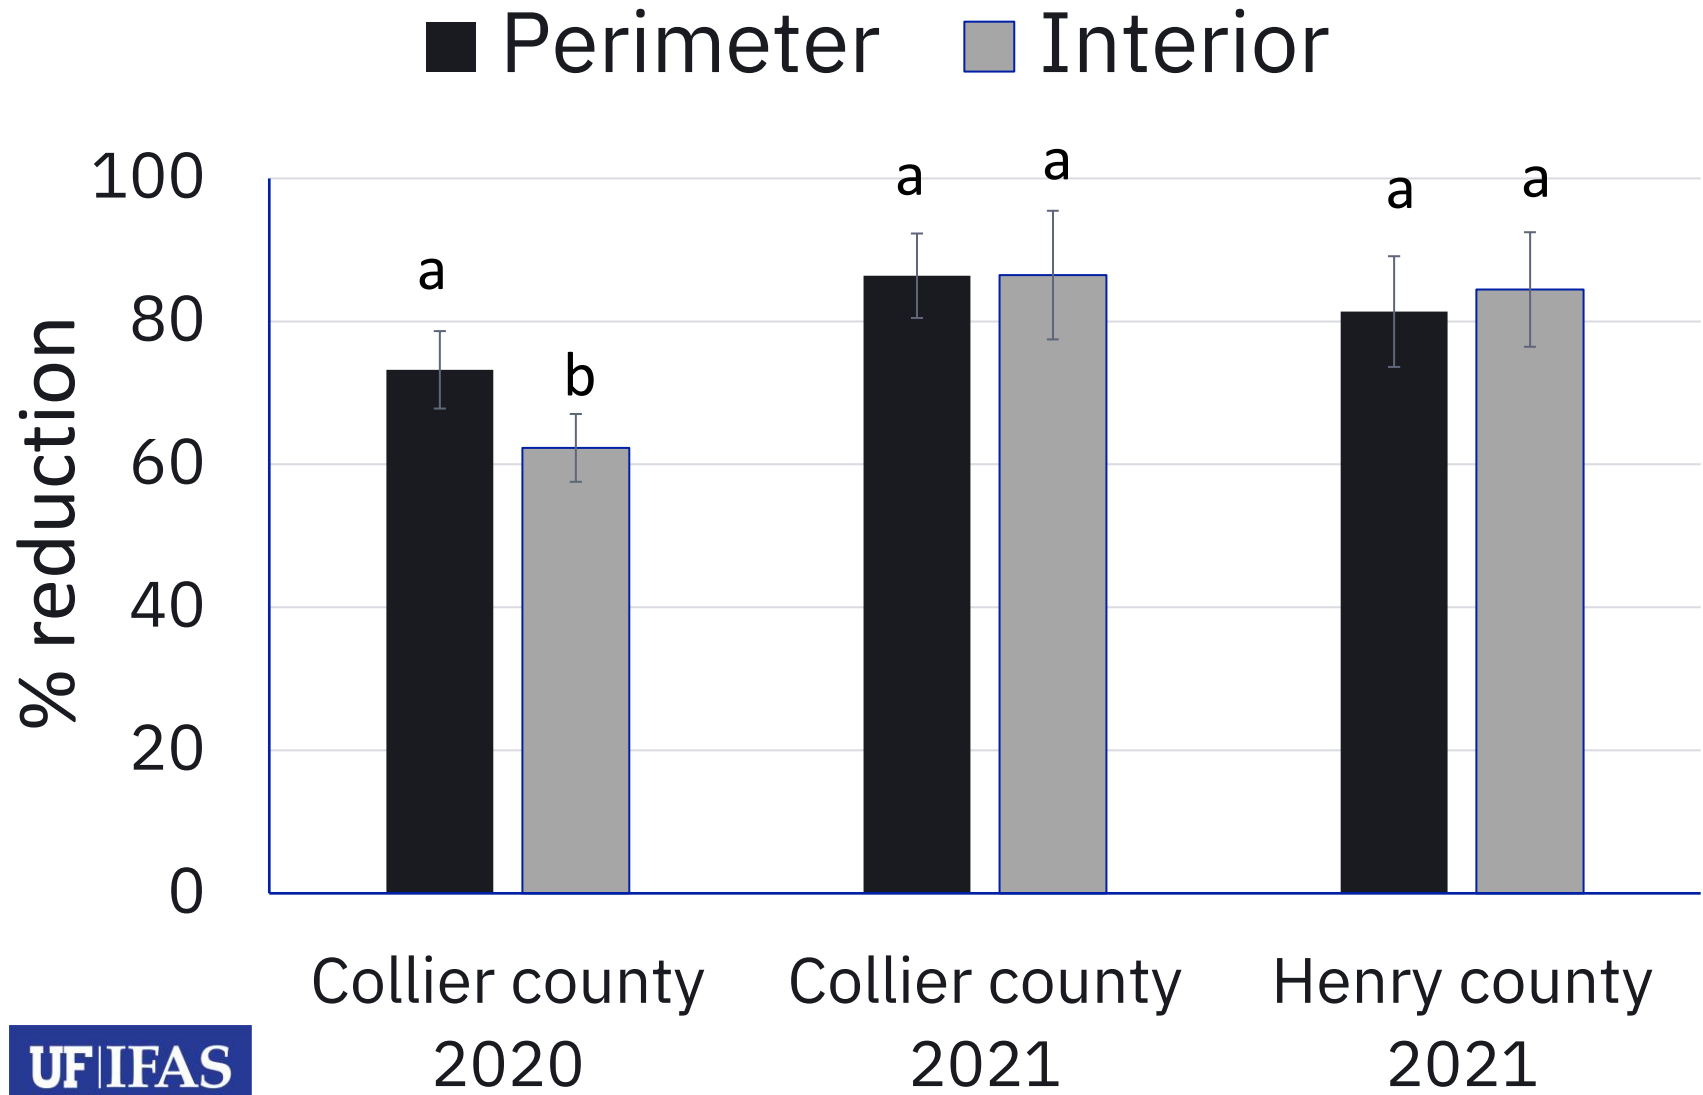 Perimeter Interior
100
80
60
40
20
0
% reduction
a
b
a
a
a
a
Collier county 2020
Collier county 2021
Henry county 2021
UF|IFAS